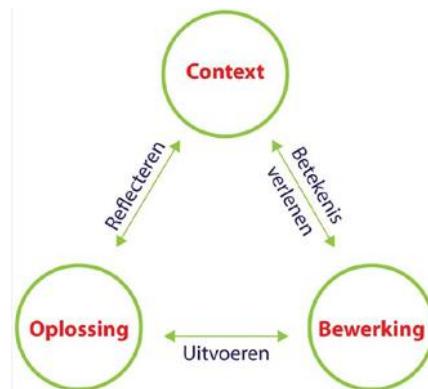 Context
Reflecteren
Betekenis
verlenen
Oplossing
Bewerking
Uitvoeren